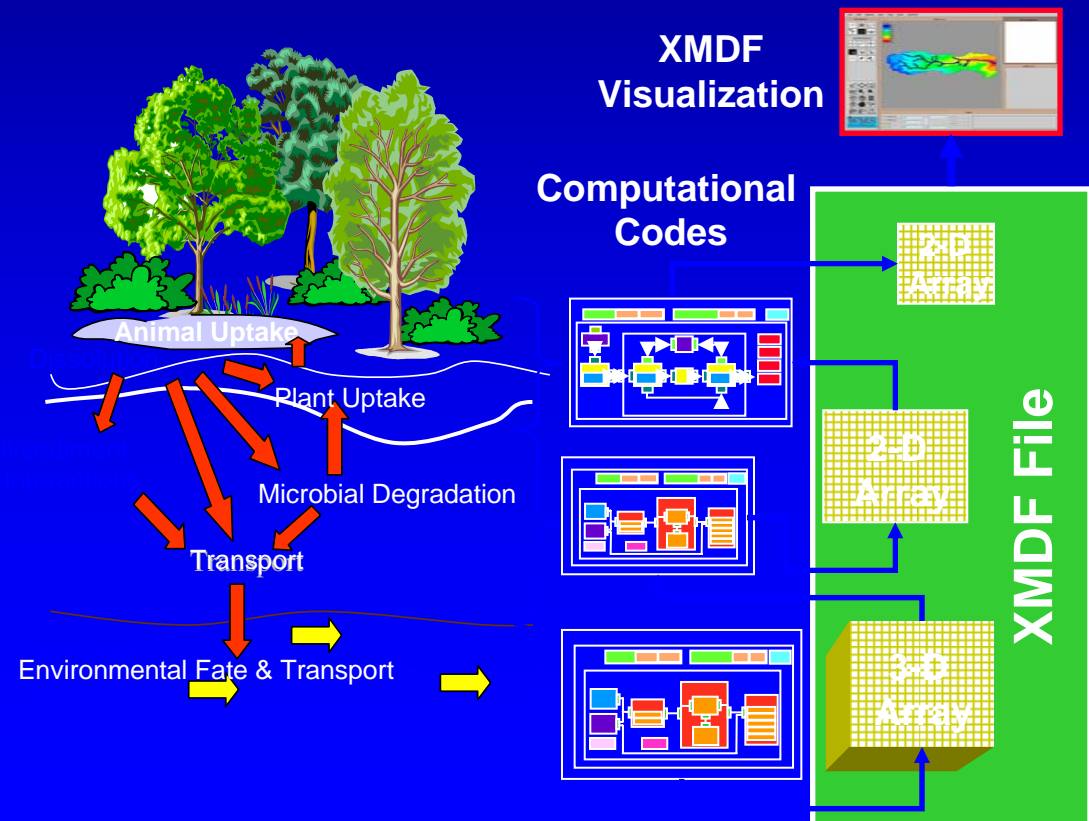 XMDF
Visualization
Computational
Codes
2-D
Array
Animal Uptake
Dissolution
Plant Uptake
2-D
Array
XMDF File
Microbial Degradation
Transport
Environmental Fate & Transport
3-D
Array